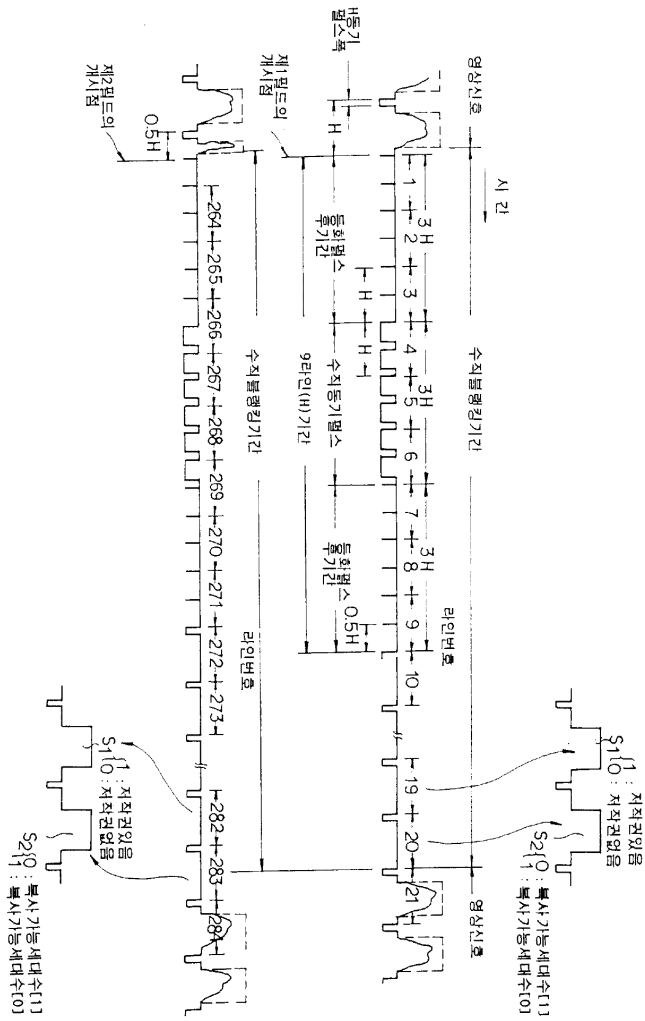 영상신호
H동기
펄스폭
H
제1필드의
개시점
시간
수직블랭킹기간
3H
3H
3H
1
2
3
4
5
6
7
8
9
10
19
20
21
라인번호
영상신호
H
H
0.5H
등화펄스
휴기간
수직동기펄스
등화펄스
휴기간
9라인(H)기간
S1{1 : 저작권있음
0 : 저작권없음
S2{0 : 복사가능세대수[1]
1 : 복사가능세대수[0]
제2필드의
개시점
0.5H
수직블랭킹기간
264
265
266
267
268
269
270
271
272
273
282
283
284
라인번호
S1{1 : 저작권있음
0 : 저작권없음
S2{0 : 복사가능세대수[1]
1 : 복사가능세대수[0]